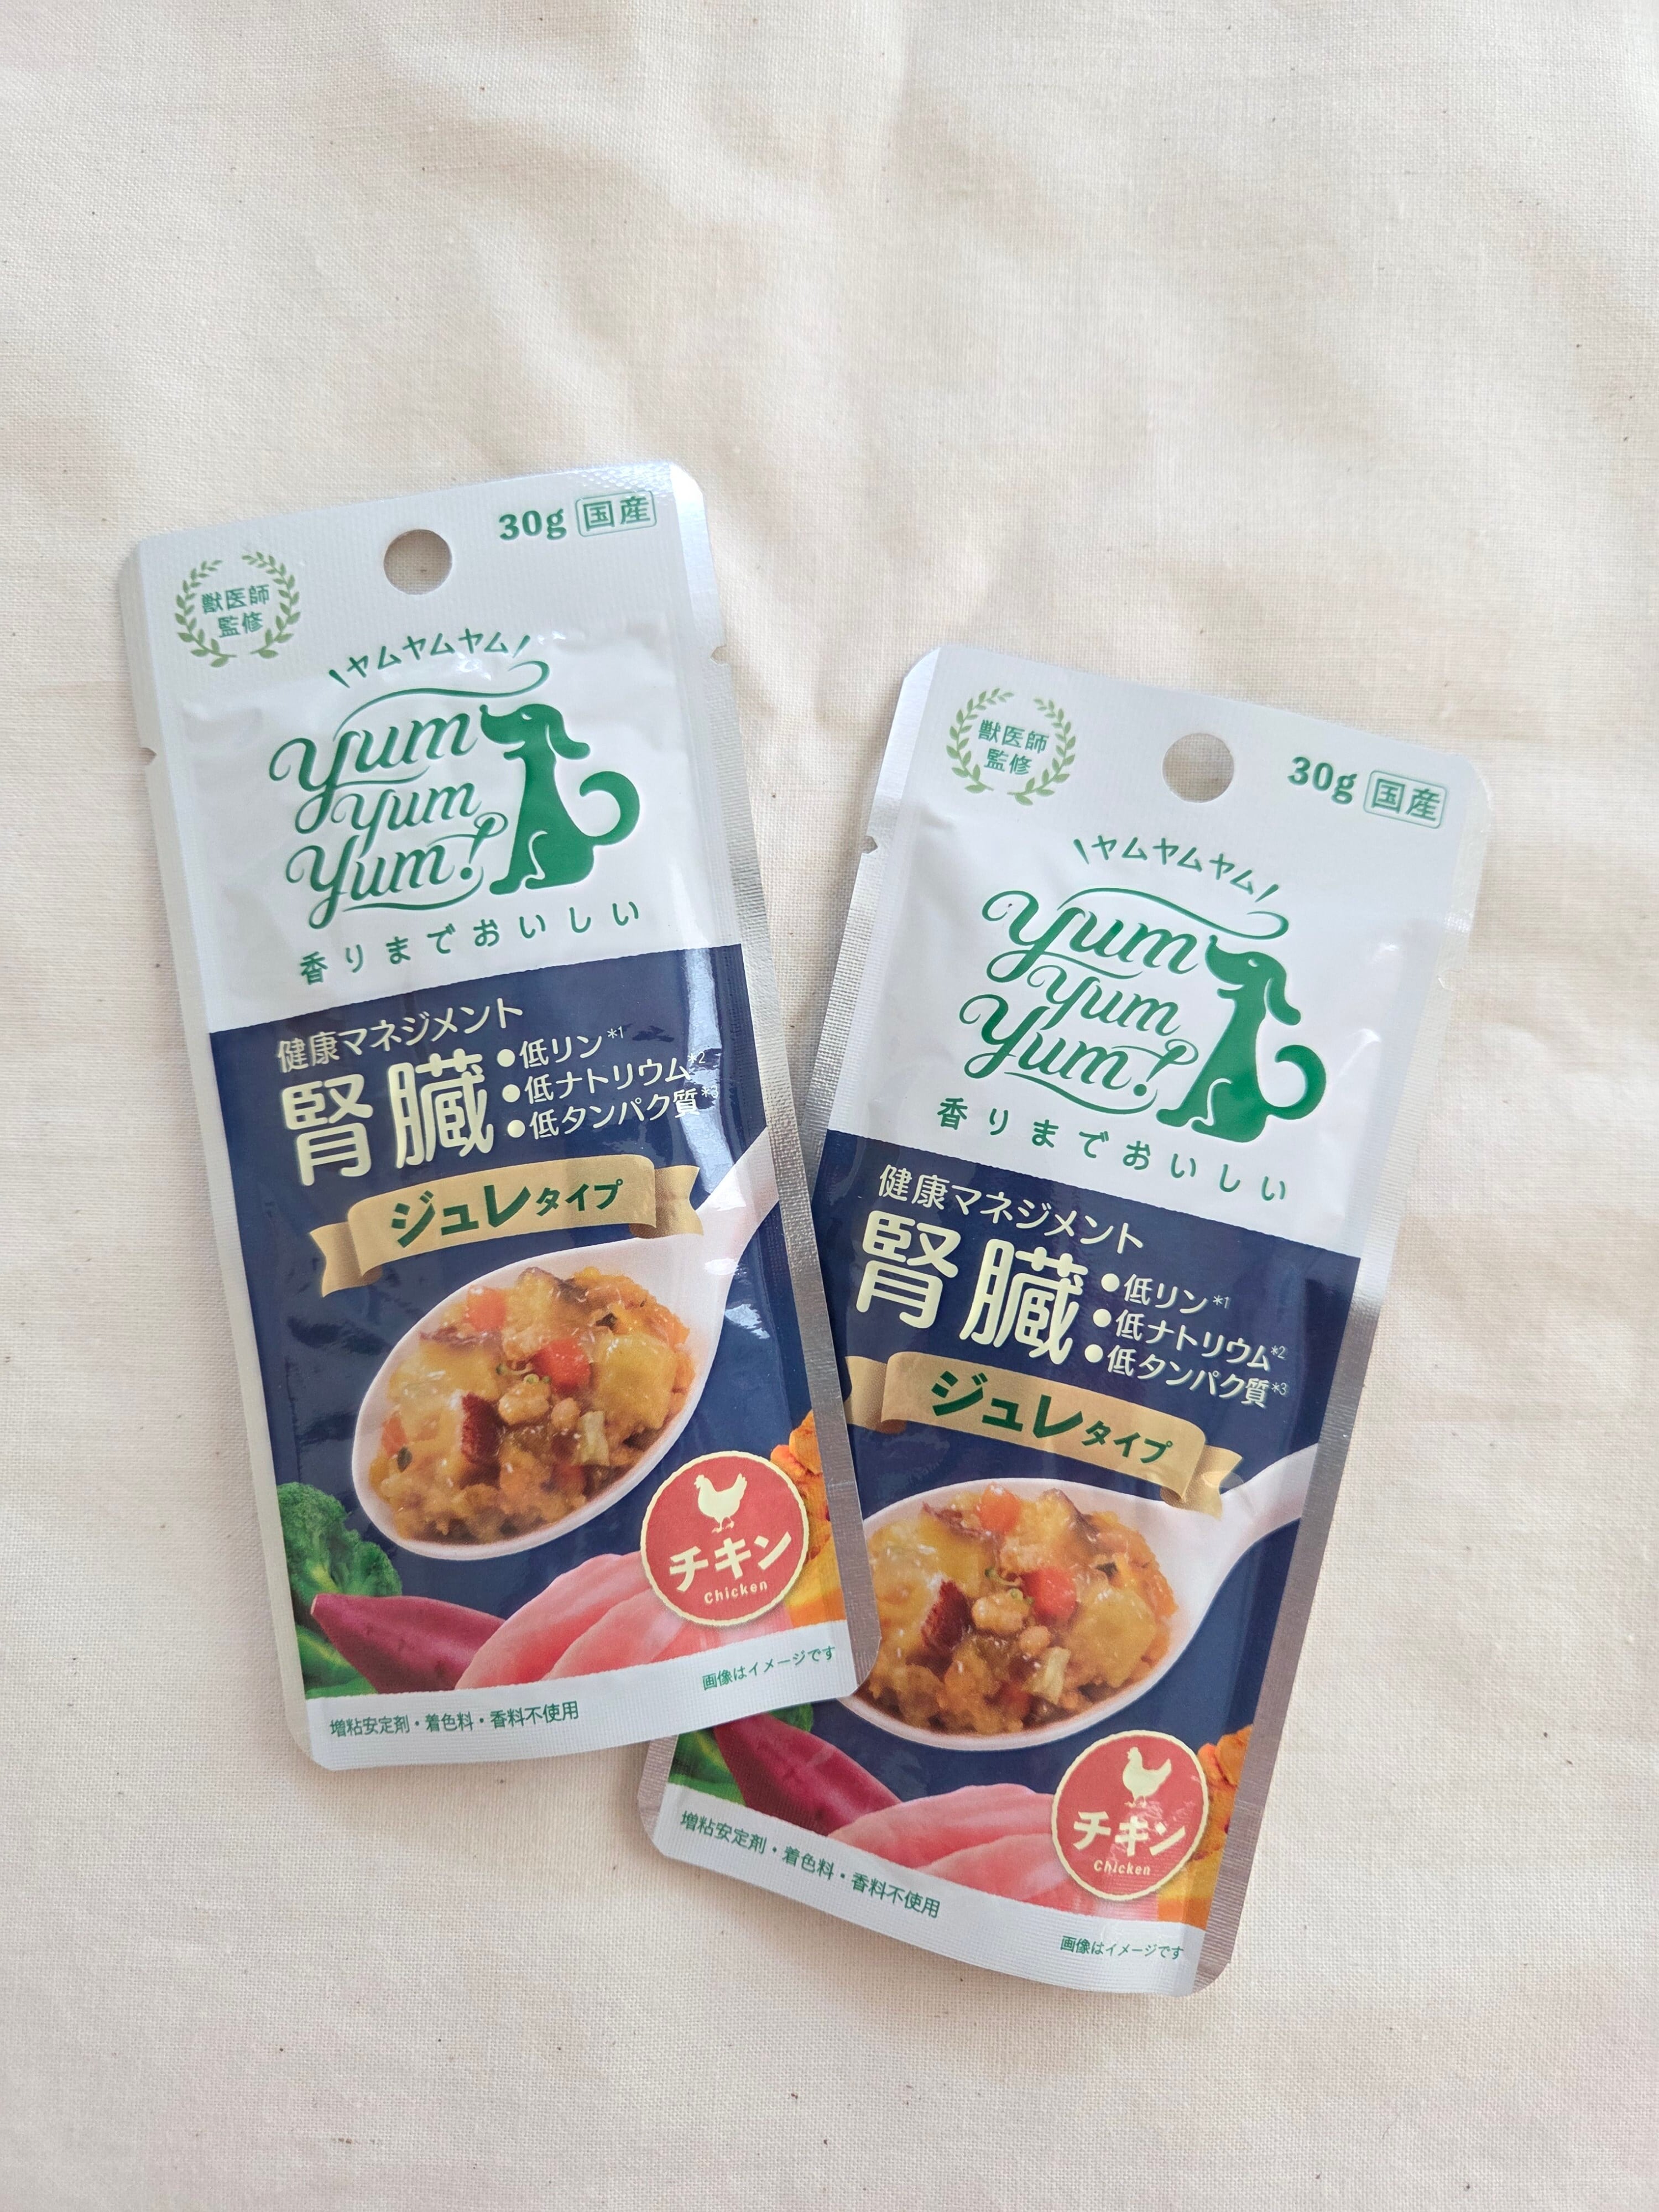 30g 国産
獣医師
監修
ヤムヤムヤム
yum
yum
yum!
香りまでおいしい
健康マネジメント
腎臓
•低リン*1
•低ナトリウム*2
•低タンパク質*3
ジュレタイプ
チキン
Chicken
画像はイメージです
増粘安定剤・着色料・香料不使用
30g 国産
獣医師
監修
ヤムヤムヤム
yum
yum
yum!
香りまでおいしい
健康マネジメント
腎臓
•低リン*1
•低ナトリウム*2
•低タンパク質*3
ジュレタイプ
チキン
Chicken
増粘安定剤・着色料・香料不使用
画像はイメージです